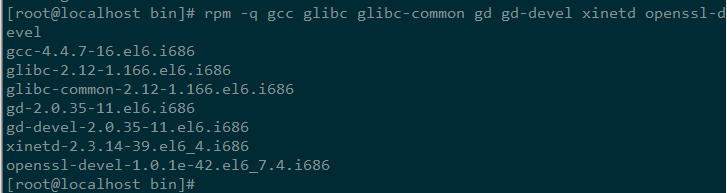 [root@localhost bin]# rpm -q gcc glibc glibc-common gd gd-devel xinetd openssl-d
evel
gcc-4.4.7-16.el6.i686
glibc-2.12-1.166.el6.i686
glibc-common-2.12-1.166.el6.i686
gd-2.0.35-11.el6.i686
gd-devel-2.0.35-11.el6.i686
xinetd-2.3.14-39.el6_4.i686
openssl-devel-1.0.1e-42.el6_7.4.i686
[root@localhost bin]#